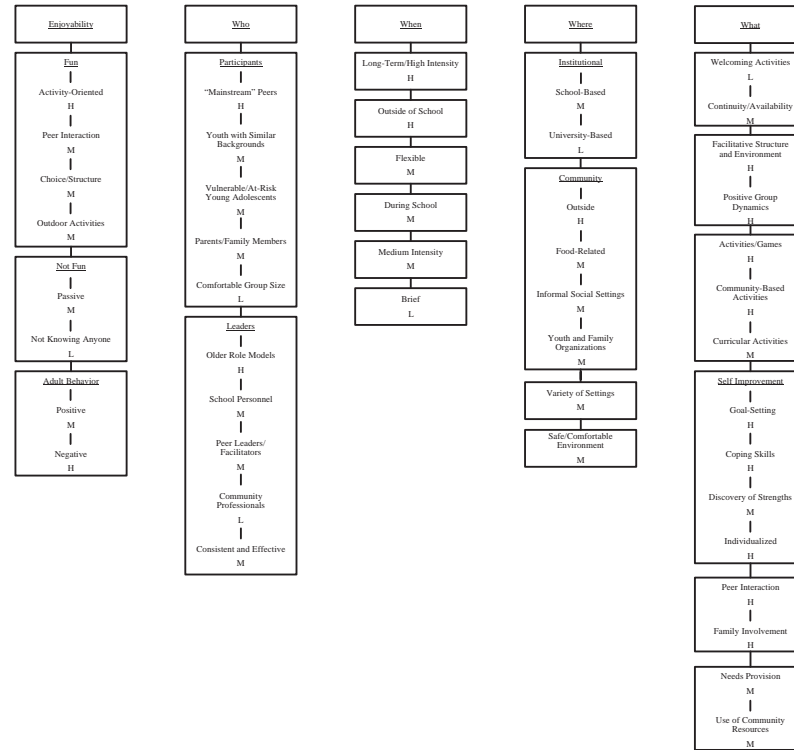 Enjoyability
Fun
Activity-Oriented
H
Peer Interaction
M
Choice/Structure
M
Outdoor Activities
M
Not Fun
Passive
M
Not Knowing Anyone
L
Adult Behavior
Positive
M
Negative
H
Who
Participants
“Mainstream” Peers
H
Youth with Similar
Backgrounds
M
Vulnerable/At-Risk
Young Adolescents
M
Parents/Family Members
M
Comfortable Group Size
L
Leaders
Older Role Models
H
School Personnel
M
Peer Leaders/
Facilitators
M
Community
Professionals
L
Consistent and Effective
M
When
Long-Term/High Intensity
H
Outside of School
H
Flexible
M
During School
M
Medium Intensity
M
Brief
L
Where
Institutional
School-Based
M
University-Based
L
Community
Outside
H
Food-Related
M
Informal Social Settings
M
Youth and Family
Organizations
M
Variety of Settings
M
Safe/Comfortable
Environment
M
What
Welcoming Activities
L
Continuity/Availability
M
Facilitative Structure
and Environment
H
Positive Group
Dynamics
H
Activities/Games
H
Community-Based
Activities
H
Curricular Activities
M
Self Improvement
Goal-Setting
H
Coping Skills
H
Discovery of Strengths
M
Individualized
H
Peer Interaction
H
Family Involvement
H
Needs Provision
M
Use of Community
Resources
M